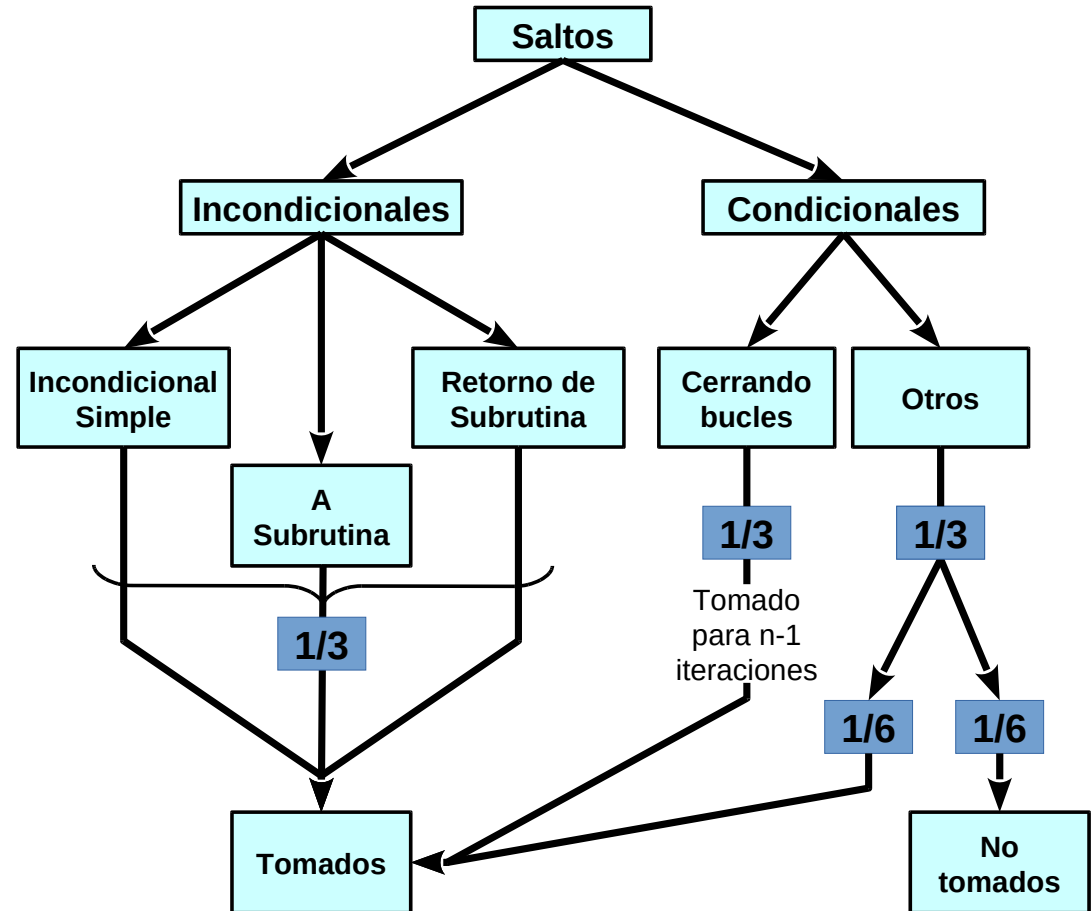 Saltos
Incondicionales
Condicionales
Incondicional
Simple
A
Subrutina
Retorno de
Subrutina
Cerrando
bucles
Otros
1/3
1/3
1/3
Tomado
para n-1
iteraciones
1/6
1/6
Tomados
No
tomados